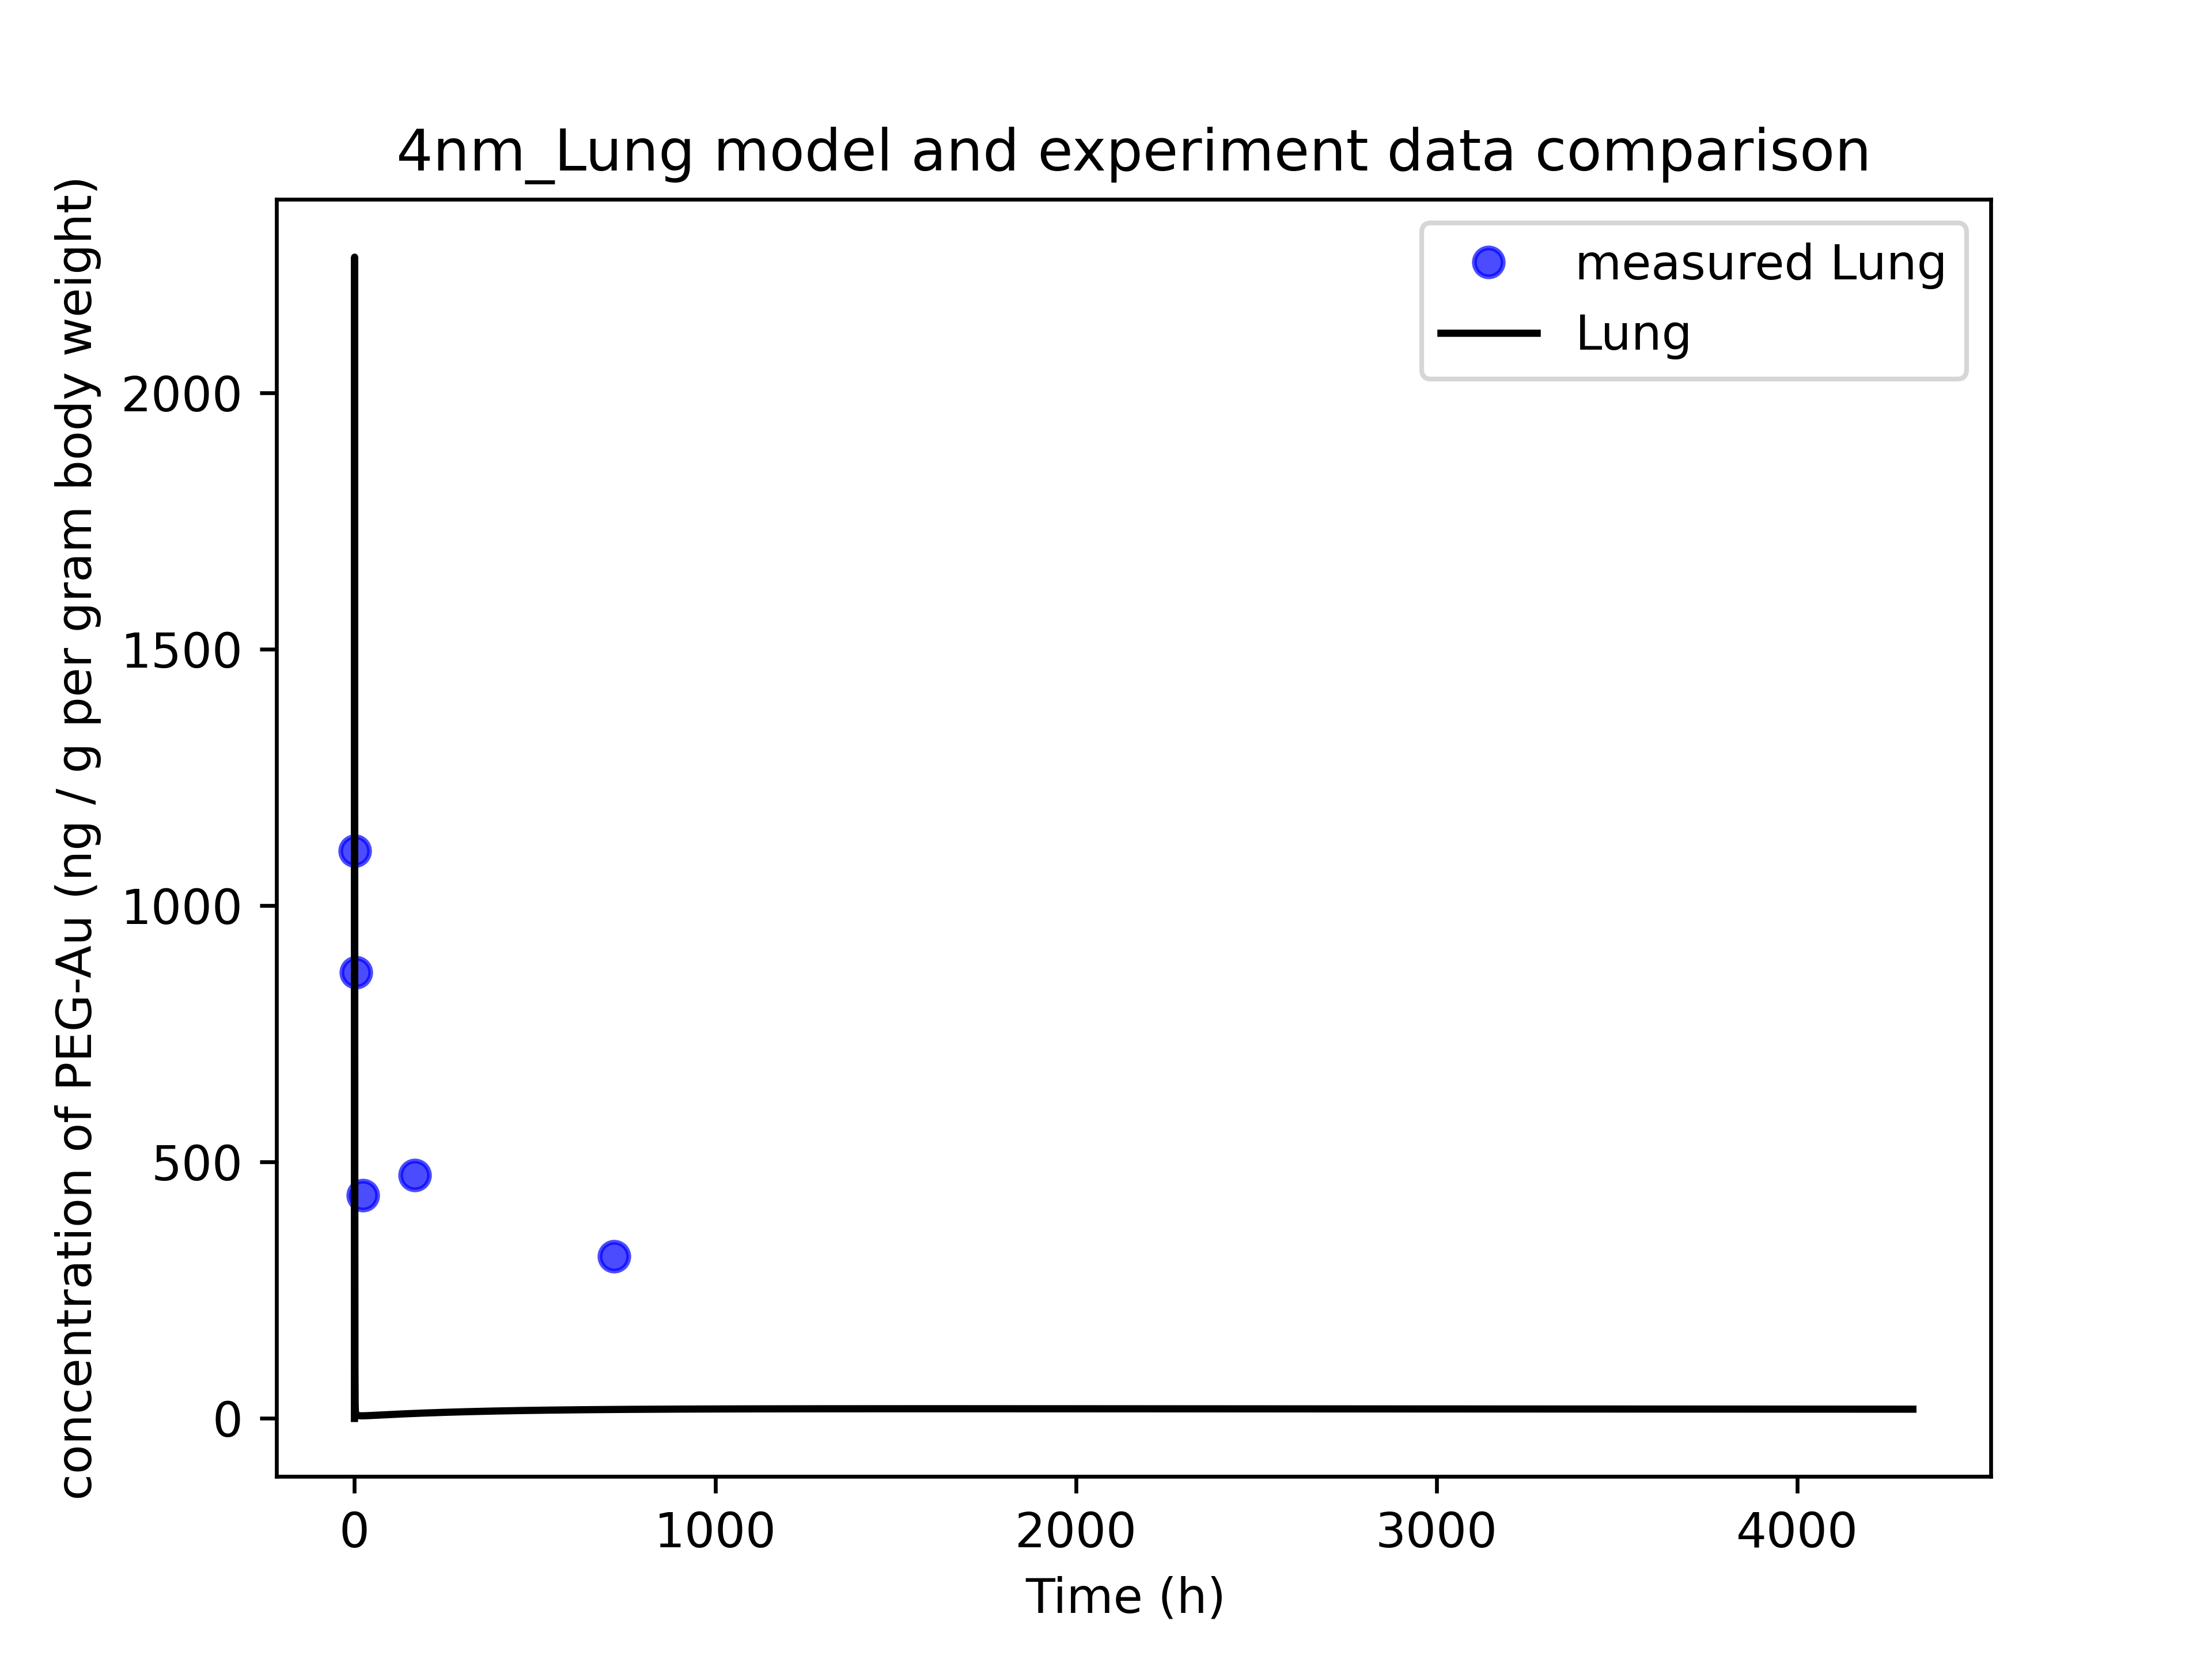 4nm_Lung model and experiment data comparison
concentration of PEG-Au (ng / g per gram body weight)
2000
1500
1000
500
0
measured Lung
Lung
0 1000 2000 3000 4000
Time (h)